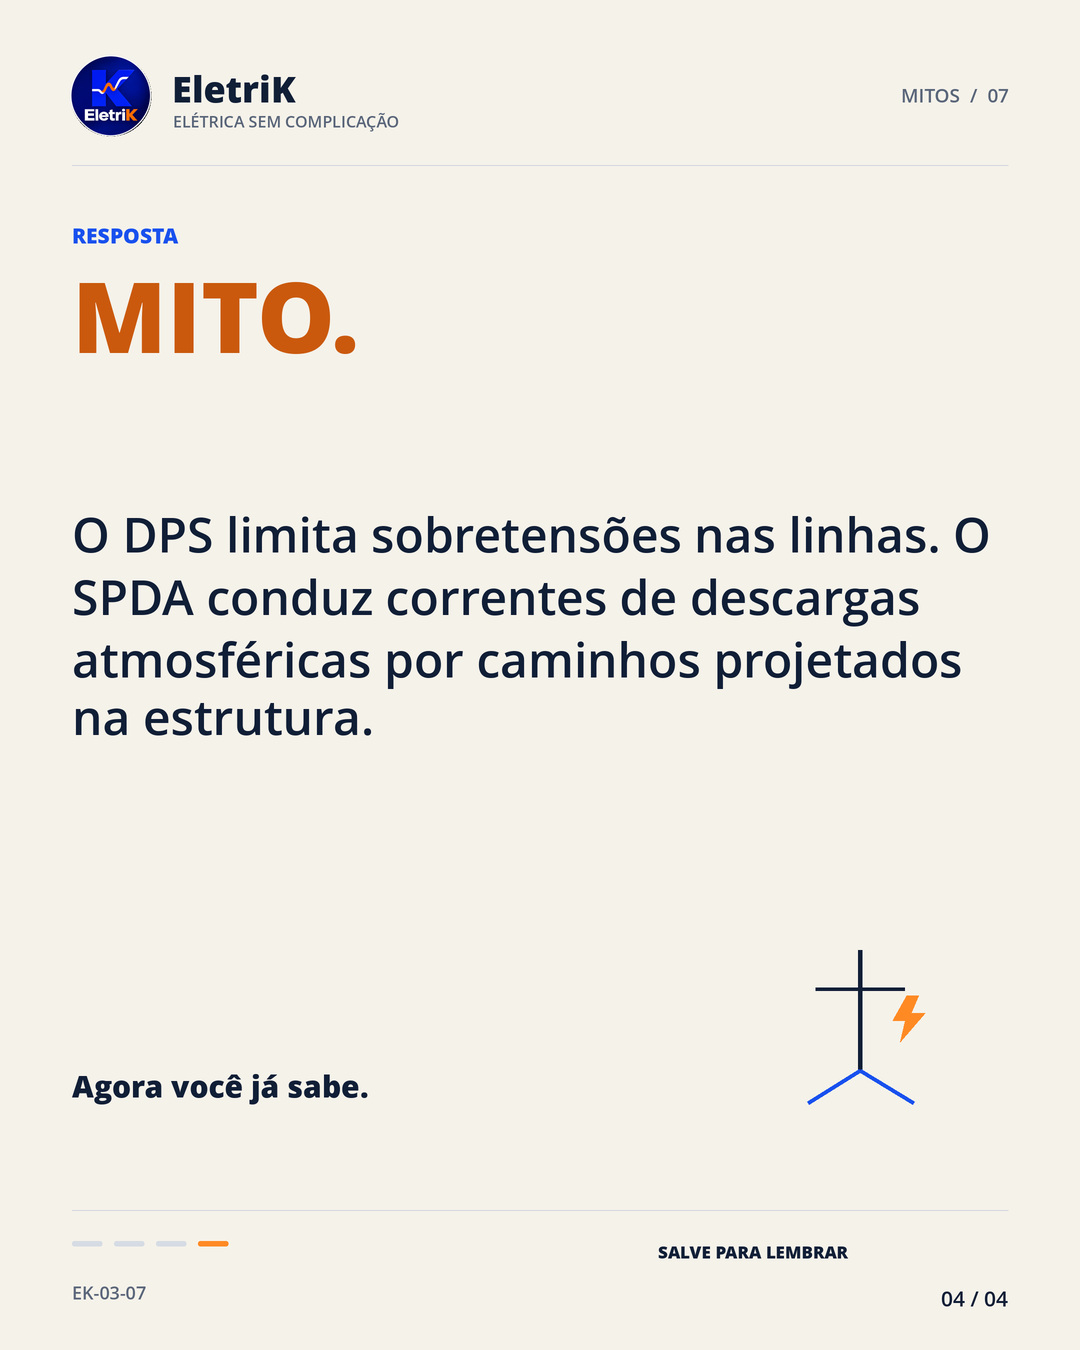 EletriK
EletriK
ELÉTRICA SEM COMPLICAÇÃO
MITOS / 07
RESPOSTA
MITO.
O DPS limita sobretensões nas linhas. O
SPDA conduz correntes de descargas
atmosféricas por caminhos projetados
na estrutura.
Agora você já sabe.
SALVE PARA LEMBRAR
EK-03-07
04 / 04